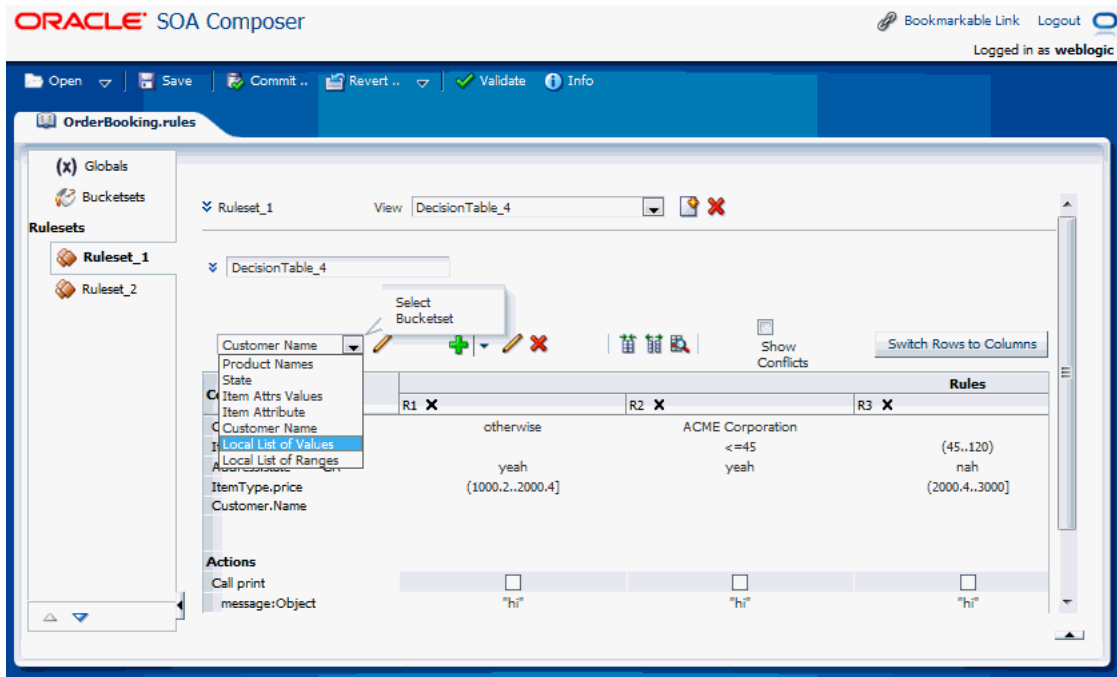 ORACLE SOA Composer
Bookmarkable Link Logout
Logged in as weblogic
Open Save Commit .. Revert .. Validate Info
OrderBooking.rules
(x) Globals
Bucketsets
Rulesets
Ruleset_1
Ruleset_2
Ruleset_1 View DecisionTable_4
DecisionTable_4
Select
Bucketset
Customer Name
Show
Conflicts
Switch Rows to Columns
Product Names
State
Item Attrs Values
Item Attribute
Customer Name
Local List of Values
Local List of Ranges
Rules
R1 R2 R3
otherwise ACME Corporation
<=45 (45..120)
yeah yeah nah
ItemType.price (1000.2..2000.4] (2000.4..3000]
Customer.Name
Actions
Call print
message:Object "hi" "hi" "hi"